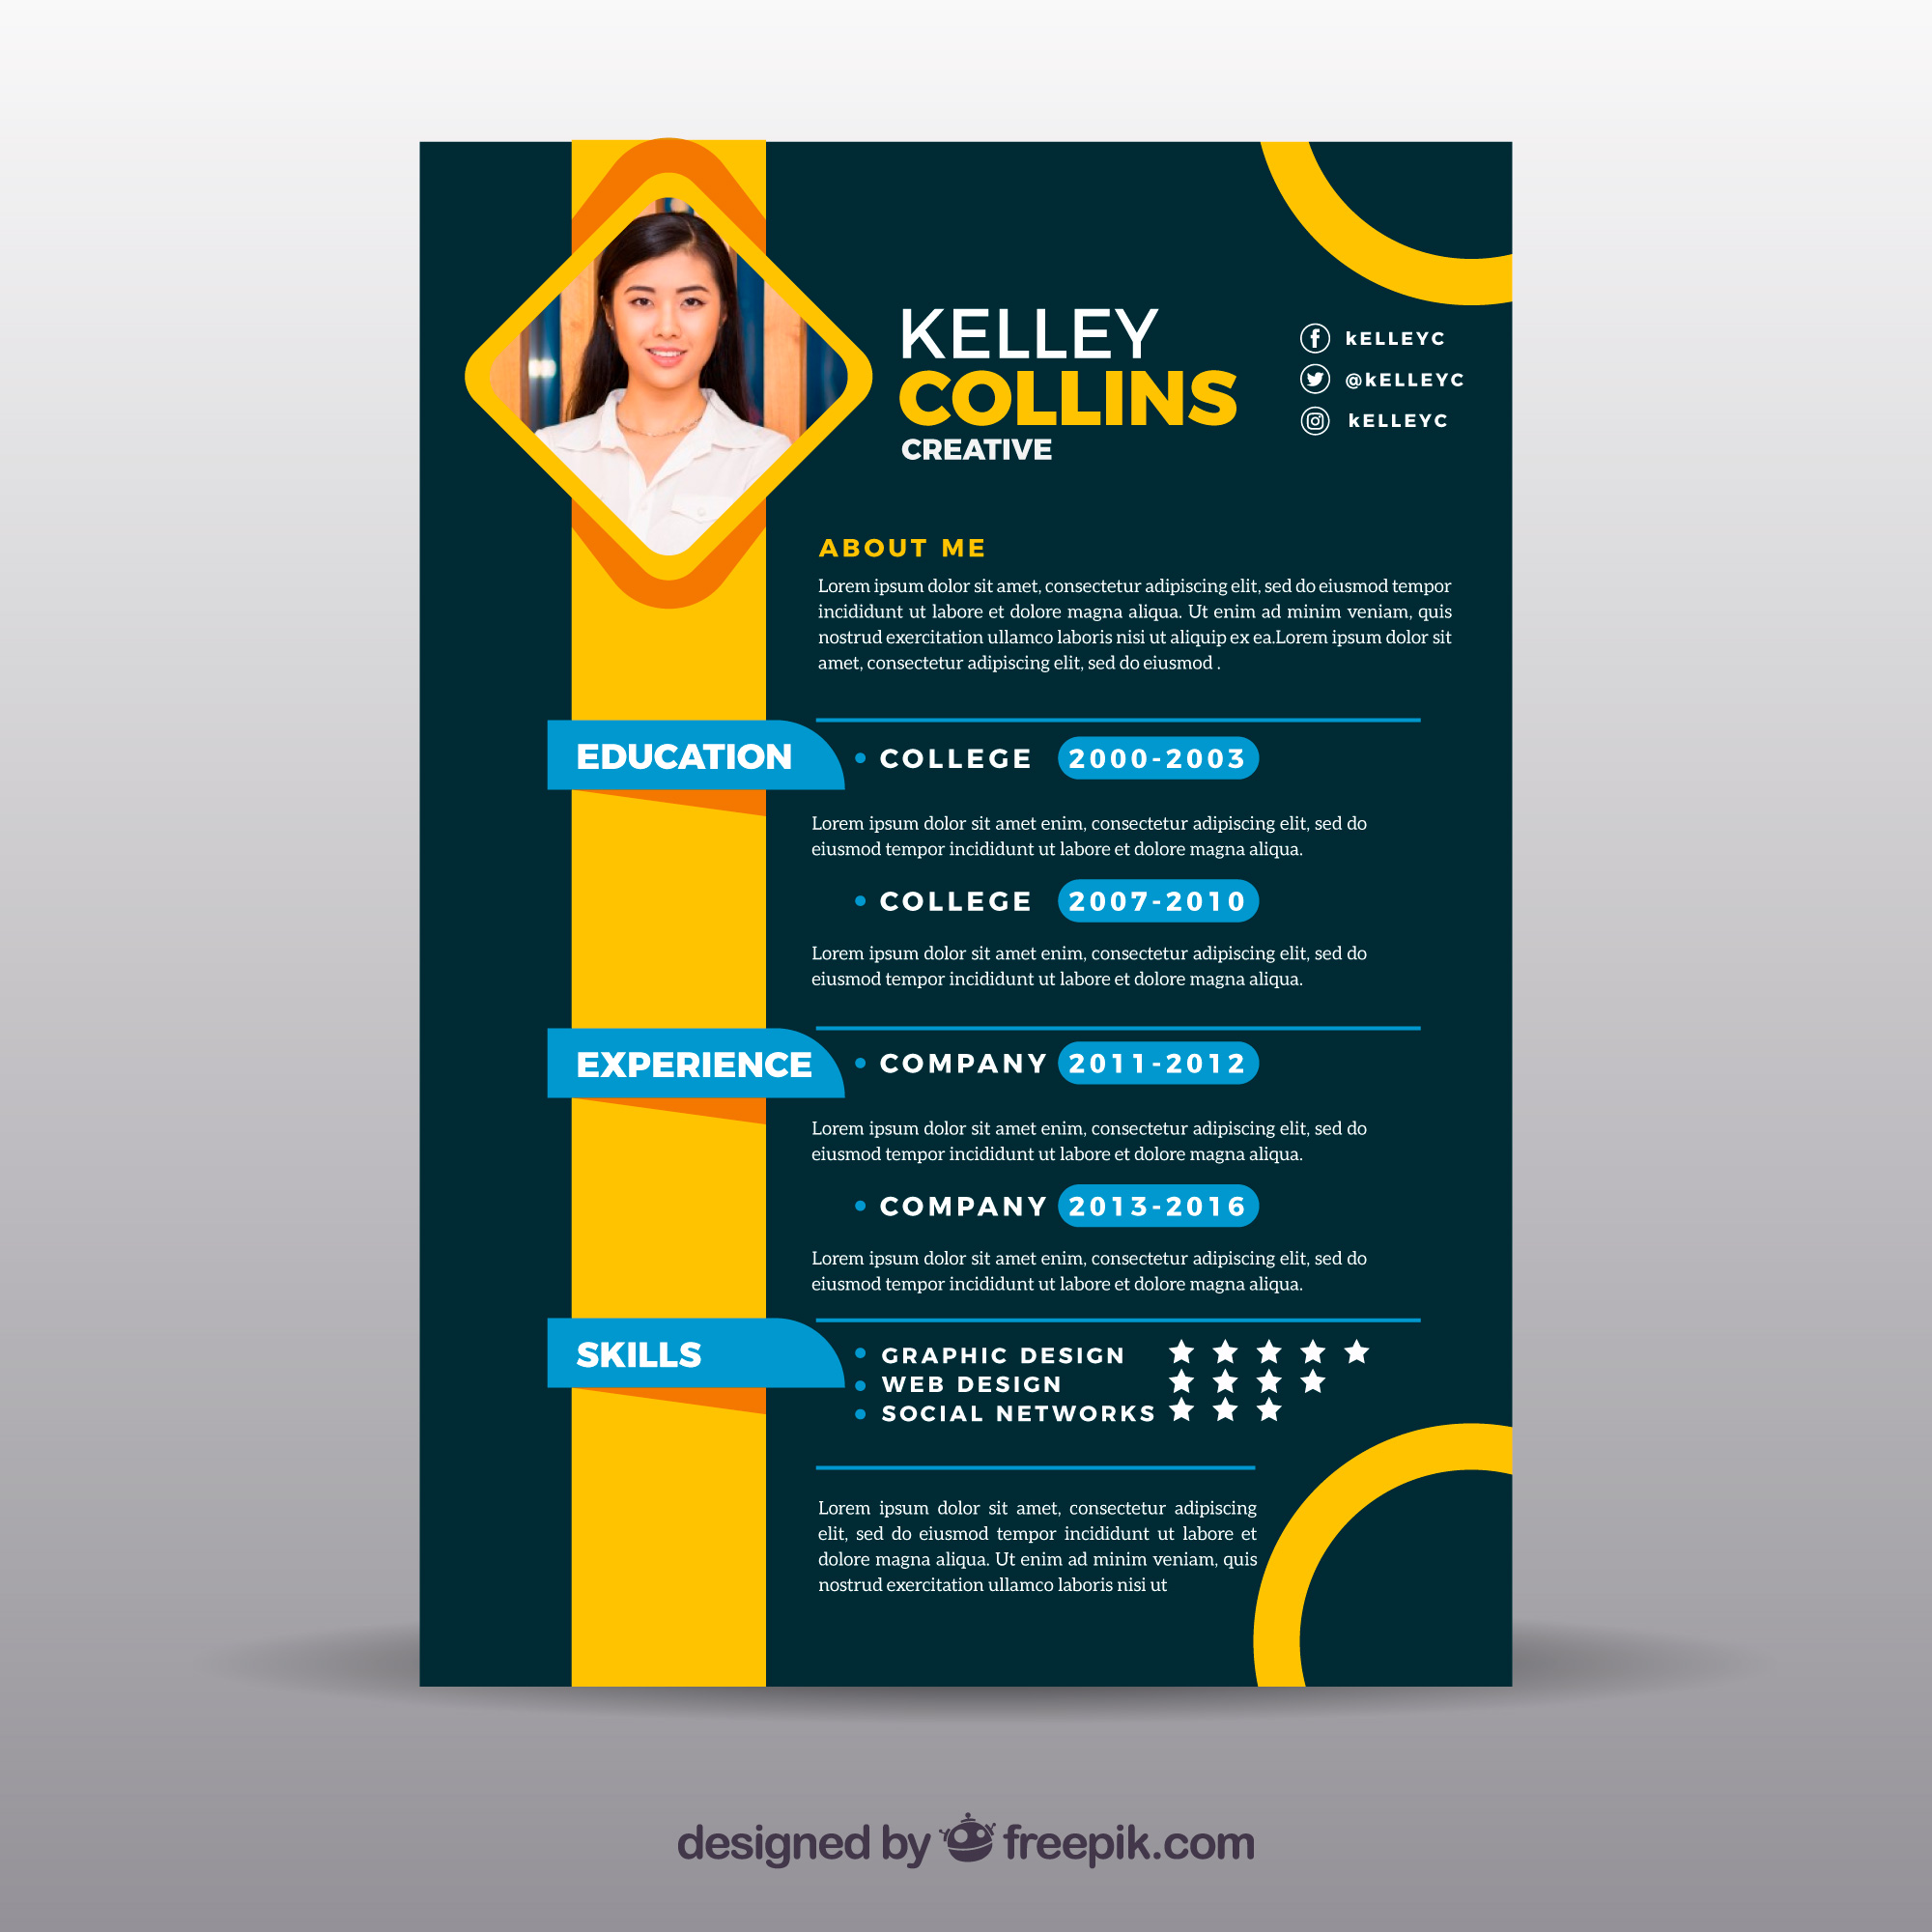 KELLEY
COLLINS
CREATIVE
kELLEYC
@kELLEYC
kELLEYC
ABOUT ME
Lorem ipsum dolor sit amet, consectetur adipiscing elit, sed do eiusmod tempor
incididunt ut labore et dolore magna aliqua. Ut enim ad minim veniam, quis
nostrud exercitation ullamco laboris nisi ut aliquip ex ea.Lorem ipsum dolor sit
amet, consectetur adipiscing elit, sed do eiusmod .
EDUCATION
COLLEGE 2000-2003
Lorem ipsum dolor sit amet enim, consectetur adipiscing elit, sed do
eiusmod tempor incididunt ut labore et dolore magna aliqua.
COLLEGE 2007-2010
Lorem ipsum dolor sit amet enim, consectetur adipiscing elit, sed do
eiusmod tempor incididunt ut labore et dolore magna aliqua.
EXPERIENCE
COMPANY 2011-2012
Lorem ipsum dolor sit amet enim, consectetur adipiscing elit, sed do
eiusmod tempor incididunt ut labore et dolore magna aliqua.
COMPANY 2013-2016
Lorem ipsum dolor sit amet enim, consectetur adipiscing elit, sed do
eiusmod tempor incididunt ut labore et dolore magna aliqua.
SKILLS
GRAPHIC DESIGN
WEB DESIGN
SOCIAL NETWORKS
Lorem ipsum dolor sit amet, consectetur adipiscing
elit, sed do eiusmod tempor incididunt ut labore et
dolore magna aliqua. Ut enim ad minim veniam, quis
nostrud exercitation ullamco laboris nisi ut
designed by freepik.com